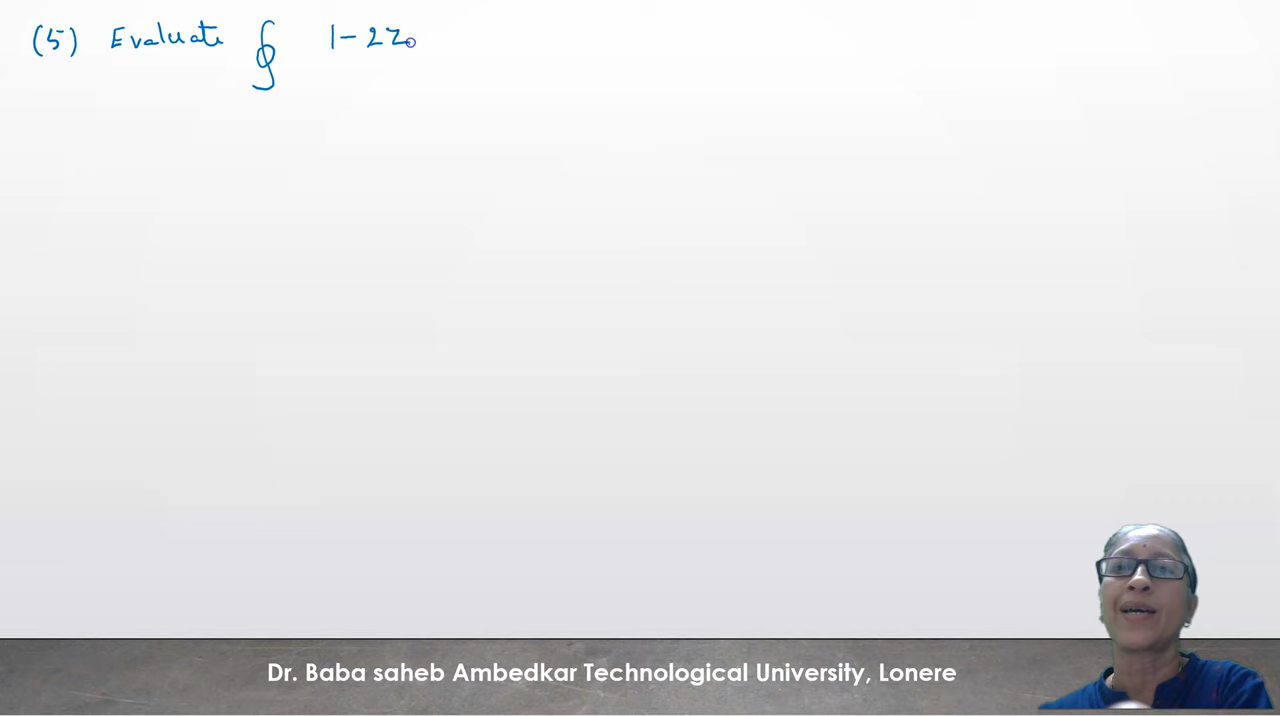 (5) Evaluate ∮ 1-2z
Dr. Baba saheb Ambedkar Technological University, Lonere